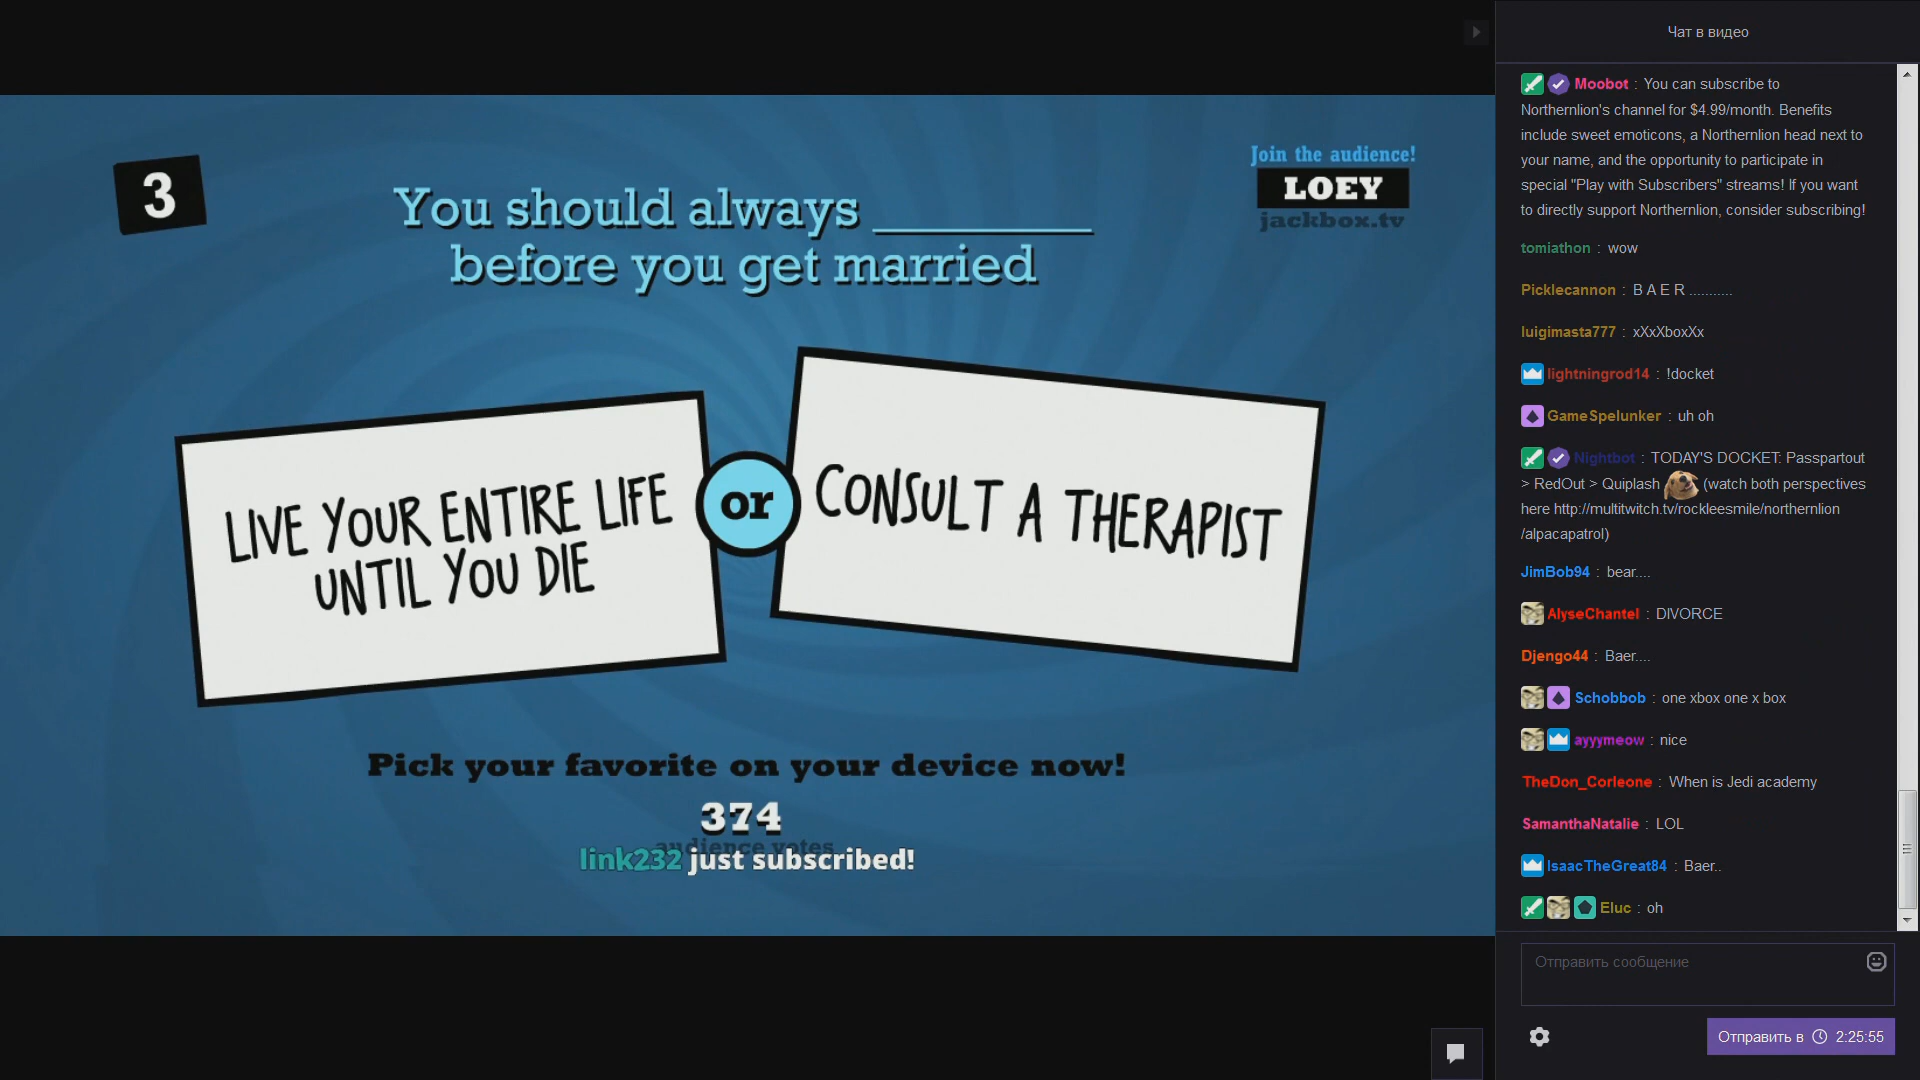 3
You should always __________
before you get married
Join the audience!
LOEY
jackbox.tv
LIVE YOUR ENTIRE LIFE
UNTIL YOU DIE
or
CONSULT A THERAPIST
Pick your favorite on your device now!
374
audience votes
link232 just subscribed!
Чат в видео
Moobot : You can subscribe to
Northernlion's channel for $4.99/month. Benefits
include sweet emoticons, a Northernlion head next to
your name, and the opportunity to participate in
special "Play with Subscribers" streams! If you want
to directly support Northernlion, consider subscribing!
tomiathon : wow
Picklecannon : B A E R ...........
luigimasta777 : xXxXboxXx
lightningrod14 : !docket
GameSpelunker : uh oh
Nightbot : TODAY'S DOCKET: Passpartout
> RedOut > Quiplash (watch both perspectives
here http://multitwitch.tv/rockleesmile/northernlion
/alpacapatrol)
JimBob94 : bear....
AlyseChantel : DIVORCE
Djengo44 : Baer....
Schobbob : one xbox one x box
ayyymeow : nice
TheDon_Corleone : When is Jedi academy
SamanthaNatalie : LOL
IsaacTheGreat84 : Baer..
Eluc : oh
Отправить сообщение
Отправить в 2:25:55